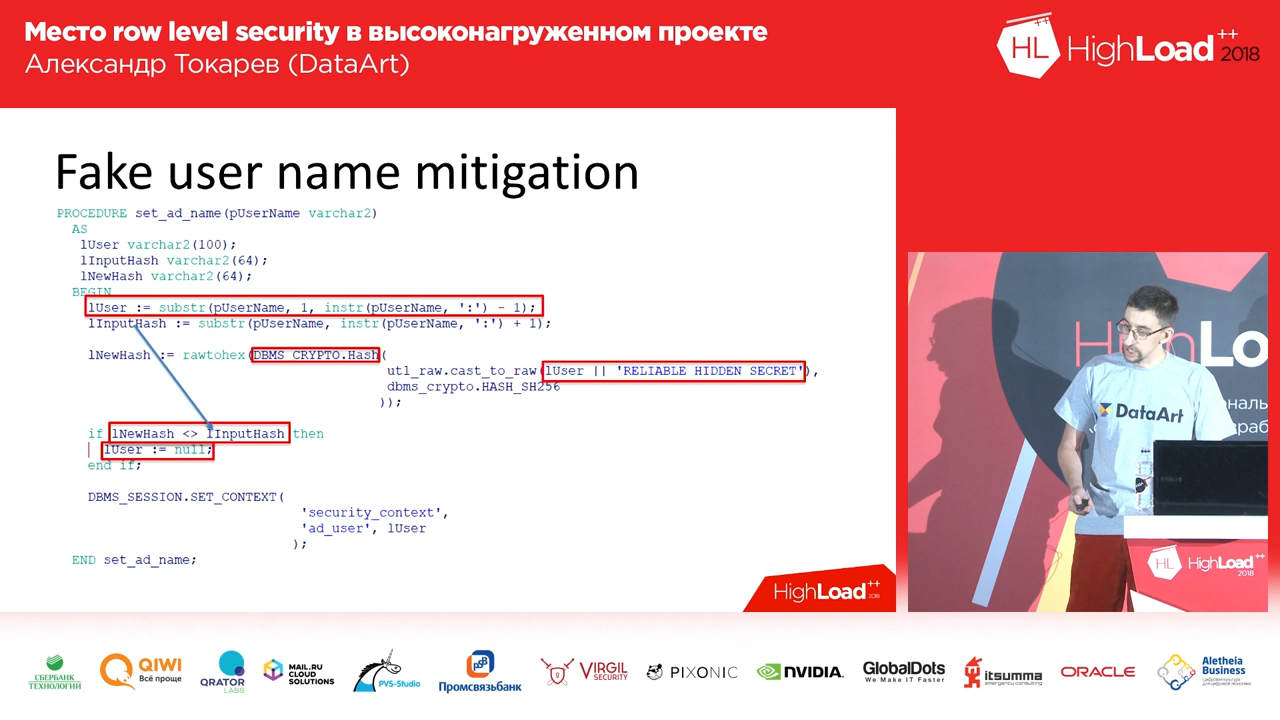 Место row level security в высоконагруженном проекте
Александр Токарев (DataArt)
HL HighLoad++ 2018
Fake user name mitigation
PROCEDURE set_ad_name(pUserName varchar2)
AS
lUser varchar2(100);
lInputHash varchar2(64);
lNewHash varchar2(64);
BEGIN
lUser := substr(pUserName, 1, instr(pUserName, ':') - 1);
lInputHash := substr(pUserName, instr(pUserName, ':') + 1);
lNewHash := rawtohex(DBMS_CRYPTO.Hash(
utl_raw.cast_to_raw(lUser || 'RELIABLE HIDDEN SECRET'),
dbms_crypto.HASH_SH256
));
if lNewHash <> lInputHash then
lUser := null;
end if;
DBMS_SESSION.SET_CONTEXT(
'security_context',
'ad_user', lUser
);
END set_ad_name;
HighLoad++ 2018
DataArt
HL HighLoad++ 2018
СБЕРБАНК ТЕХНОЛОГИИ
QIWI Всё проще
QRATOR LABS
MAIL.RU CLOUD SOLUTIONS
PVS-Studio
Промсвязьбанк
VIRGIL SECURITY
PIXONIC
NVIDIA.
GlobalDots We Make IT Faster
itsumma emergency consulting
ORACLE
Aletheia Business